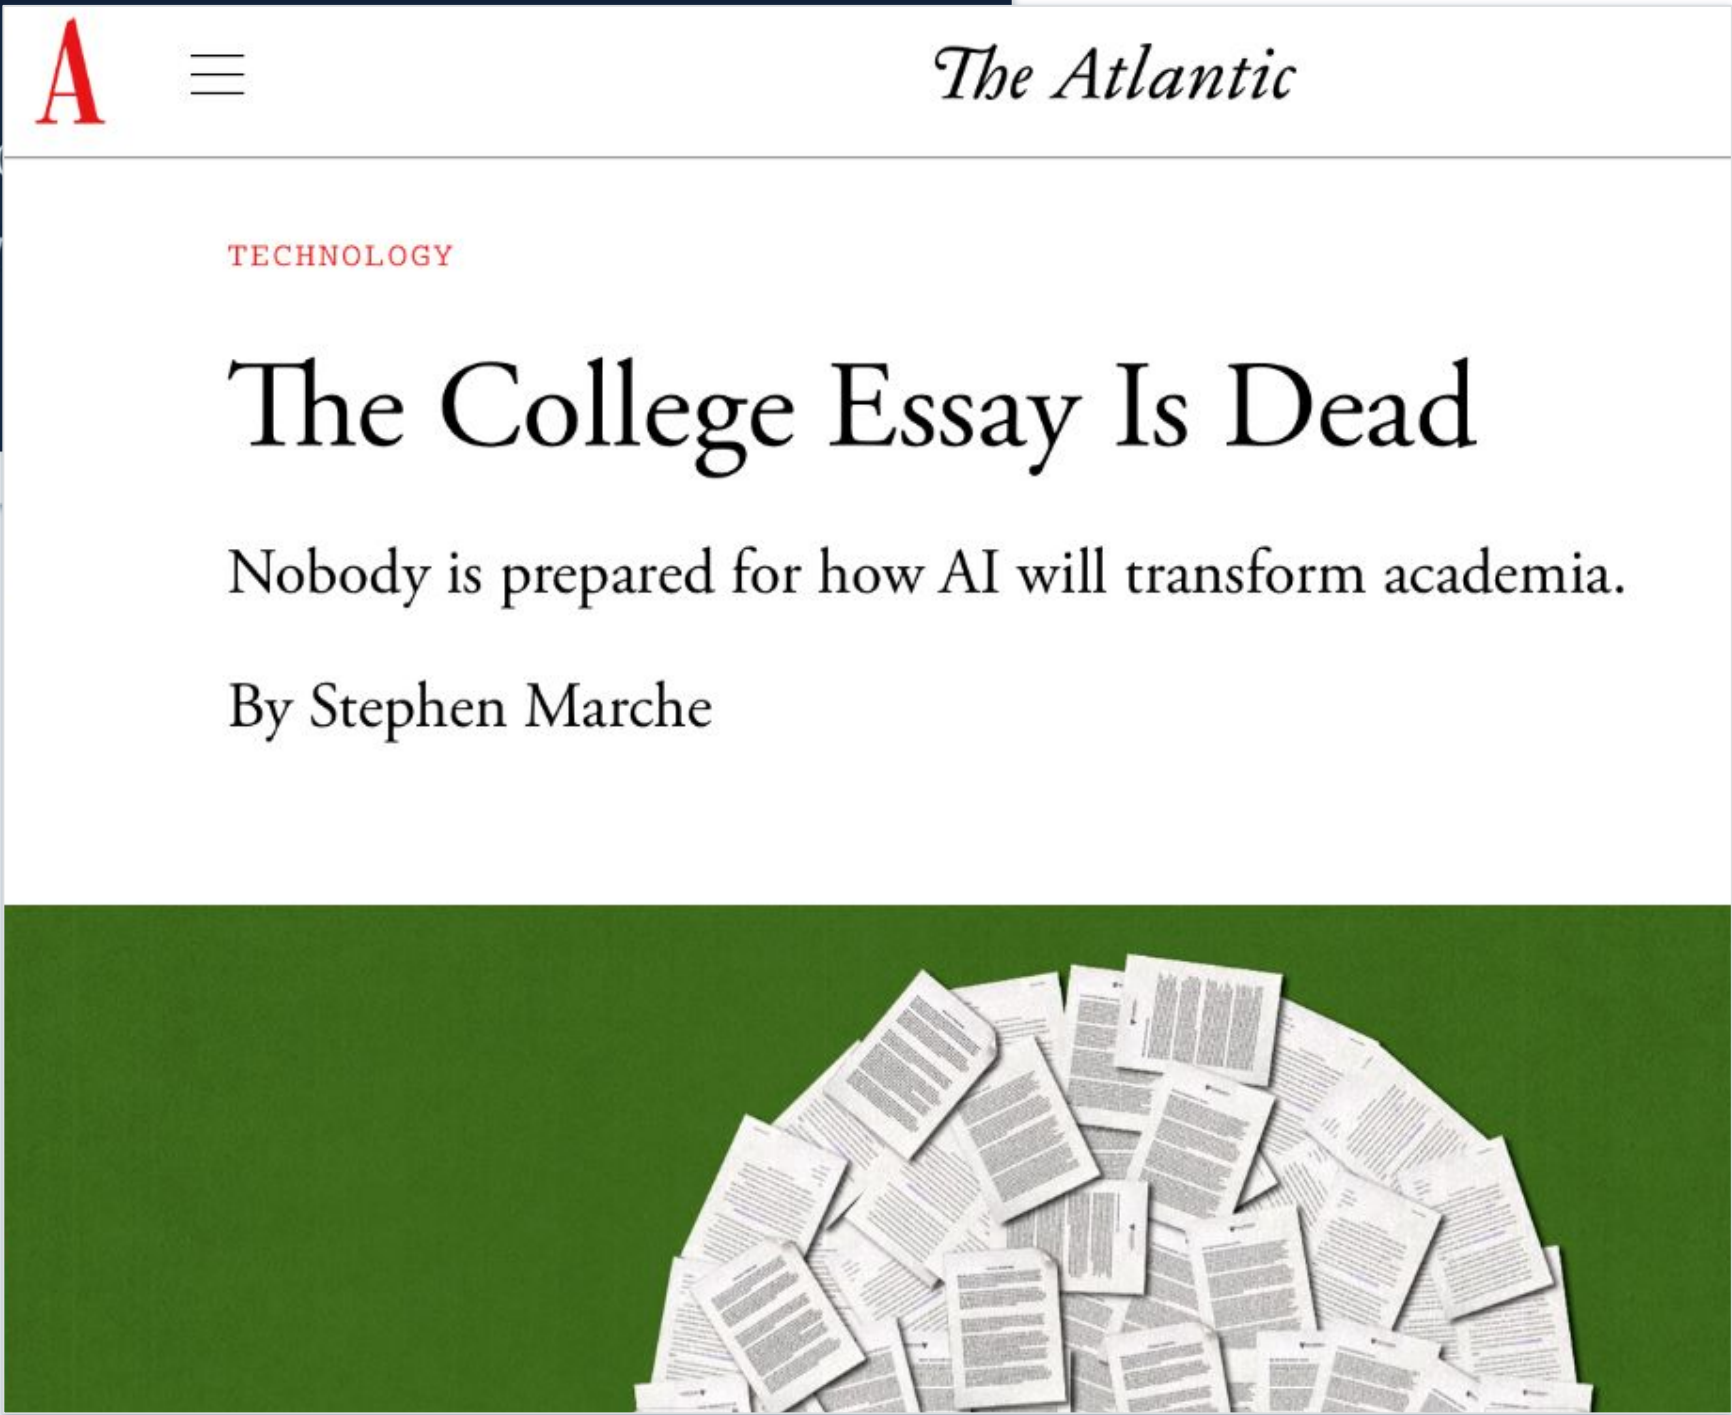 A
The Atlantic
TECHNOLOGY
The College Essay Is Dead
Nobody is prepared for how AI will transform academia.
By Stephen Marche